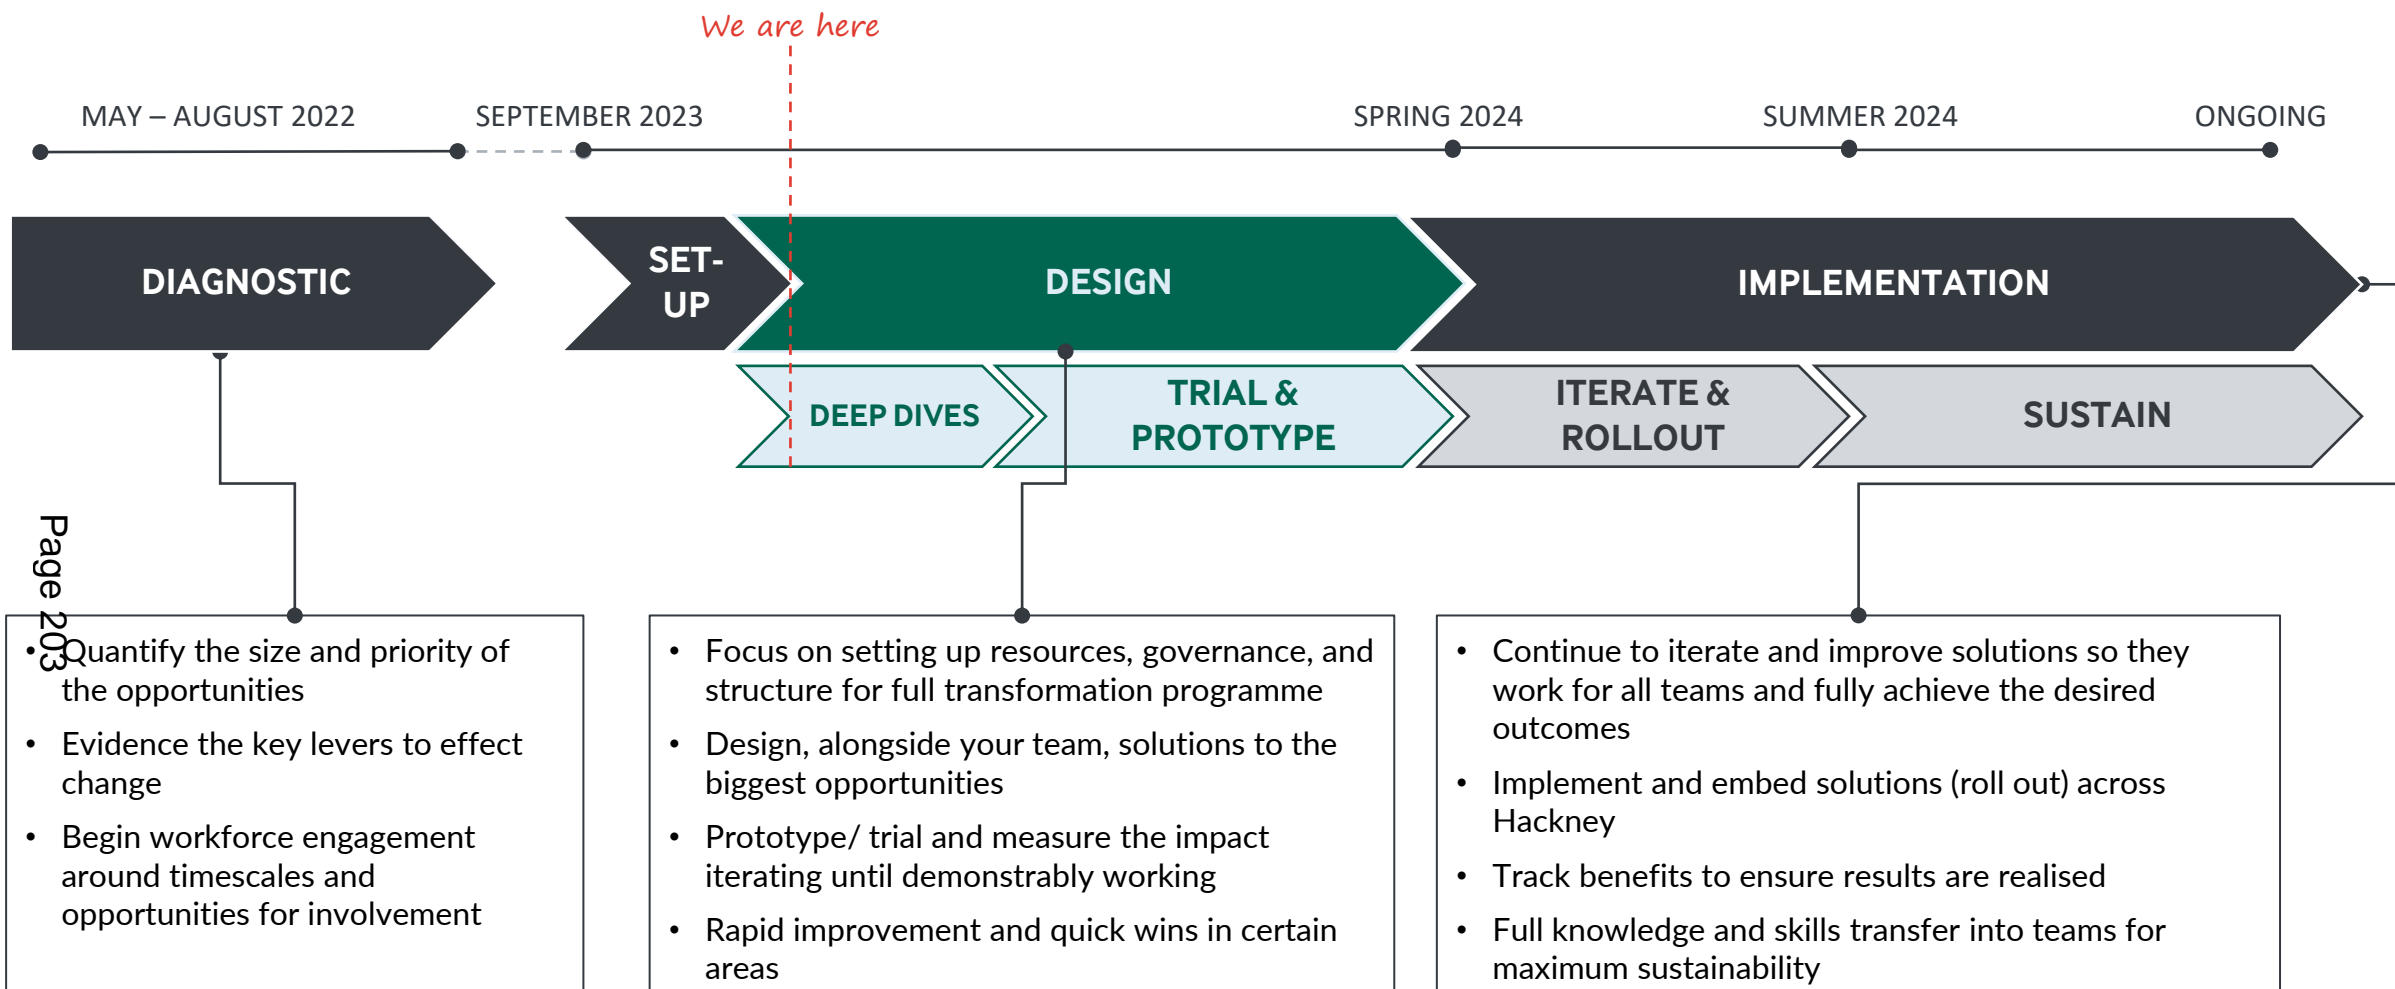 We are here
MAY – AUGUST 2022
SEPTEMBER 2023
SPRING 2024
SUMMER 2024
ONGOING
DIAGNOSTIC
SET-
UP
DESIGN
IMPLEMENTATION
DEEP DIVES
TRIAL &
PROTOTYPE
ITERATE &
ROLLOUT
SUSTAIN
Page 203
• Quantify the size and priority of
the opportunities
• Evidence the key levers to effect
change
• Begin workforce engagement
around timescales and
opportunities for involvement
• Focus on setting up resources, governance, and
structure for full transformation programme
• Design, alongside your team, solutions to the
biggest opportunities
• Prototype/ trial and measure the impact
iterating until demonstrably working
• Rapid improvement and quick wins in certain
areas
• Continue to iterate and improve solutions so they
work for all teams and fully achieve the desired
outcomes
• Implement and embed solutions (roll out) across
Hackney
• Track benefits to ensure results are realised
• Full knowledge and skills transfer into teams for
maximum sustainability